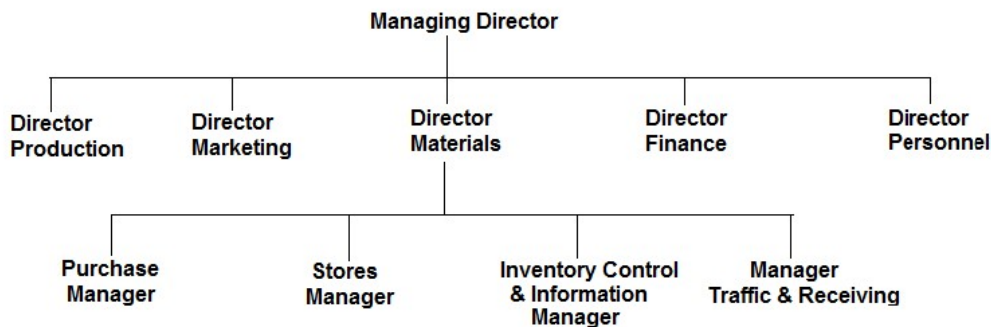 Managing Director
Director
Production
Director
Marketing
Director
Materials
Director
Finance
Director
Personnel
Purchase
Manager
Stores
Manager
Inventory Control
& Information
Manager
Manager
Traffic & Receiving